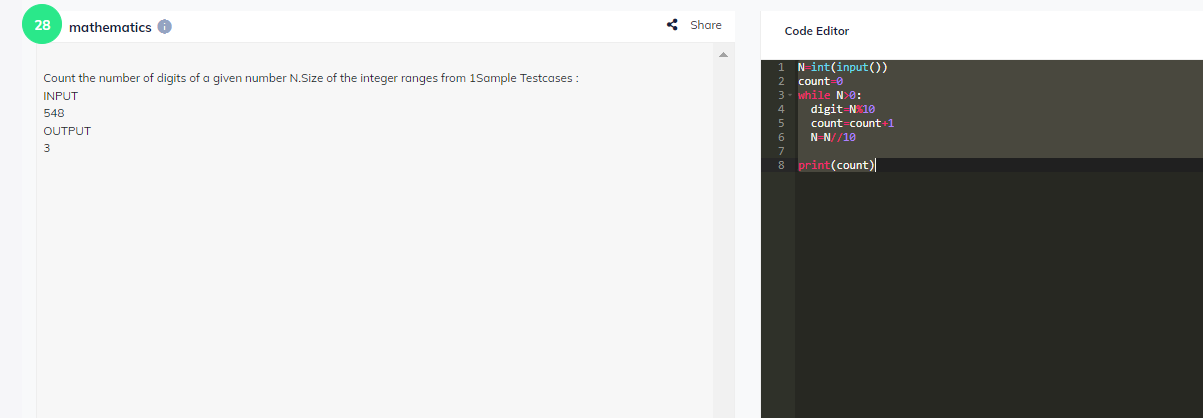 28
mathematics
Share
Count the number of digits of a given number N.Size of the integer ranges from 1Sample Testcases :
INPUT
548
OUTPUT
3
Code Editor
1 N=int(input())
2 count=0
3 while N>0:
4 digit=N%10
5 count=count+1
6 N=N//10
7
8 print(count)